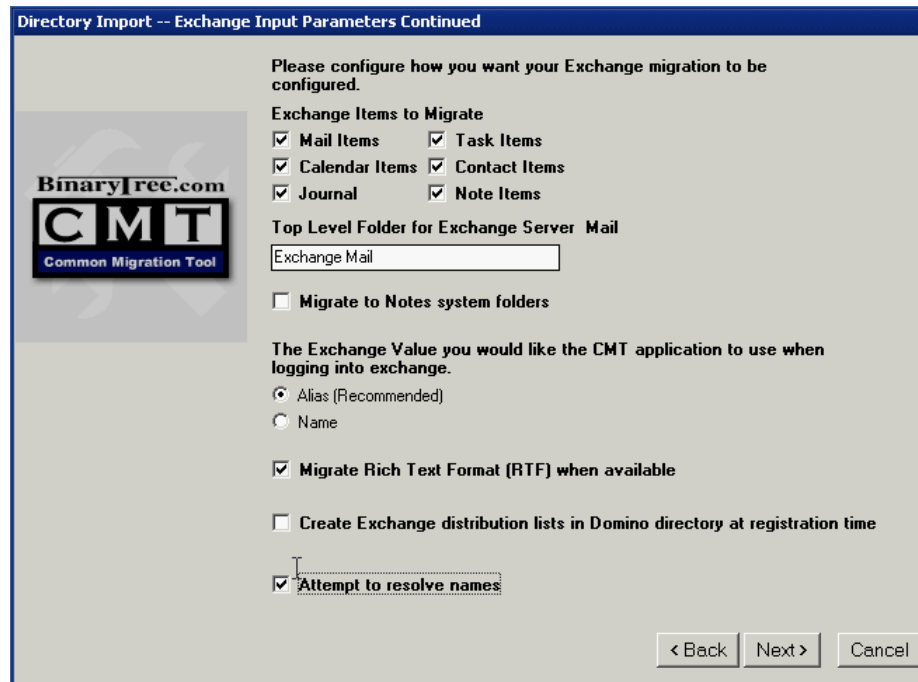 Directory Import -- Exchange Input Parameters Continued
Please configure how you want your Exchange migration to be
configured.
Exchange Items to Migrate
Mail Items Task Items
Calendar Items Contact Items
Journal Note Items
BinaryTree.com
CMT
Common Migration Tool
Top Level Folder for Exchange Server Mail
Exchange Mail
Migrate to Notes system folders
The Exchange Value you would like the CMT application to use when
logging into exchange.
Alias (Recommended)
Name
Migrate Rich Text Format (RTF) when available
Create Exchange distribution lists in Domino directory at registration time
Attempt to resolve names
< Back Next > Cancel